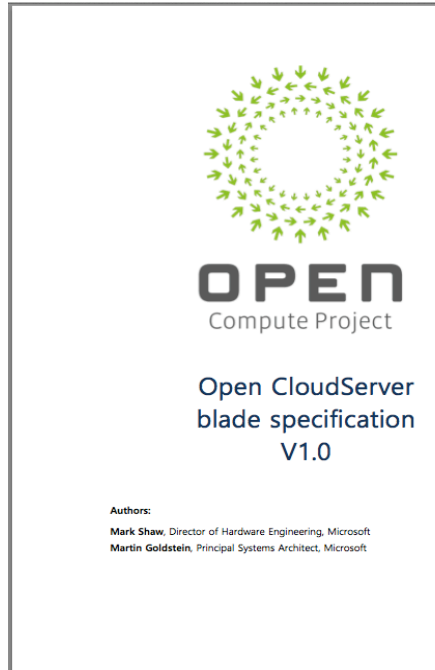 OPEN
Compute Project
Open CloudServer
blade specification
V1.0
Authors:
Mark Shaw, Director of Hardware Engineering, Microsoft
Martin Goldstein, Principal Systems Architect, Microsoft